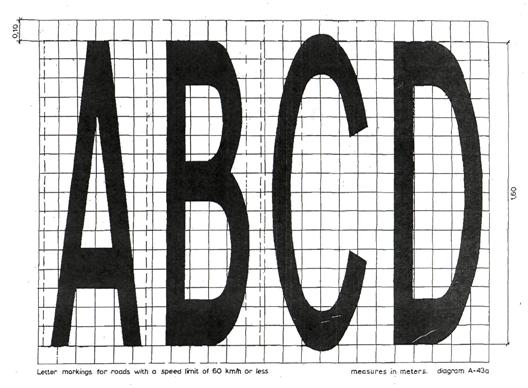 0,10
ABCD
1,60
Letter markings for roads with a speed limit of 60 km/h or less
measures in meters. diagram A-43a